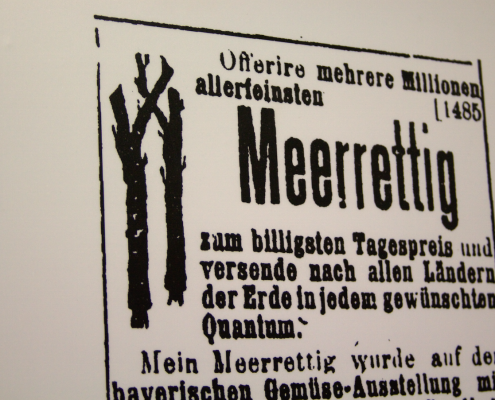 Offerire mehrere Millionen
allerfeinsten [1485
Meerrettig
zum billigsten Tagespreis und
versende nach allen Ländern
der Erde in jedem gewünschten
Quantum.
Mein Meerrettig wurde auf der
bayerischen Gemüse-Ausstellung mi